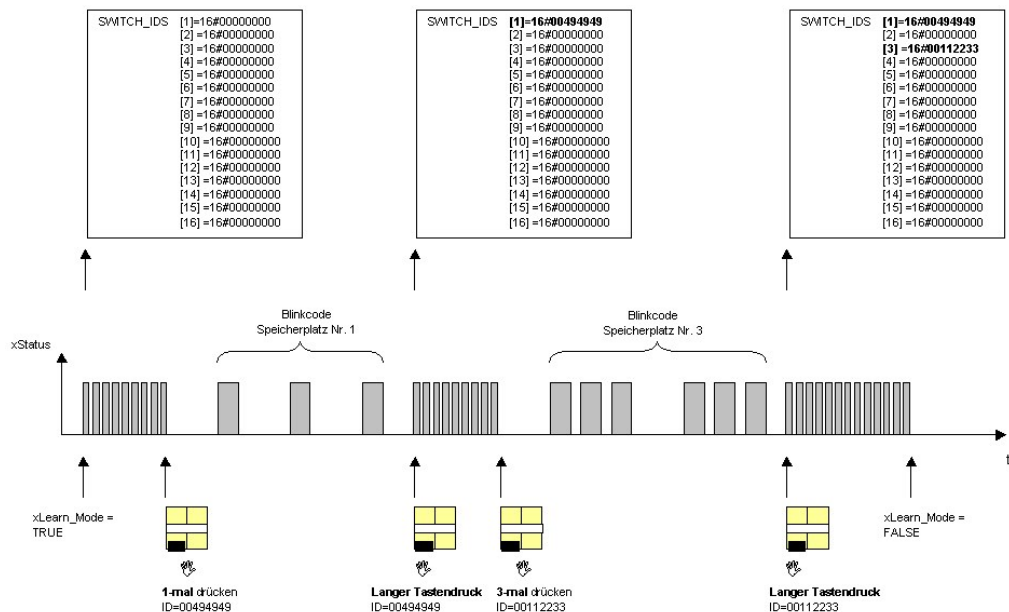 SWITCH_IDS [1]=16#00000000
[2] =16#00000000
[3] =16#00000000
[4] =16#00000000
[5] =16#00000000
[6] =16#00000000
[7] =16#00000000
[8] =16#00000000
[9] =16#00000000
[10] =16#00000000
[11] =16#00000000
[12] =16#00000000
[13] =16#00000000
[14] =16#00000000
[15] =16#00000000
[16] =16#00000000
SWITCH_IDS [1]=16#00494949
[2] =16#00000000
[3] =16#00000000
[4] =16#00000000
[5] =16#00000000
[6] =16#00000000
[7] =16#00000000
[8] =16#00000000
[9] =16#00000000
[10] =16#00000000
[11] =16#00000000
[12] =16#00000000
[13] =16#00000000
[14] =16#00000000
[15] =16#00000000
[16] =16#00000000
SWITCH_IDS [1]=16#00494949
[2] =16#00000000
[3] =16#00112233
[4] =16#00000000
[5] =16#00000000
[6] =16#00000000
[7] =16#00000000
[8] =16#00000000
[9] =16#00000000
[10] =16#00000000
[11] =16#00000000
[12] =16#00000000
[13] =16#00000000
[14] =16#00000000
[15] =16#00000000
[16] =16#00000000
Blinkcode
Speicherplatz Nr. 1
Blinkcode
Speicherplatz Nr. 3
xStatus
t
xLearn_Mode =
TRUE
xLearn_Mode =
FALSE
1-mal drücken
ID=00494949
Langer Tastendruck
ID=00494949
3-mal drücken
ID=00112233
Langer Tastendruck
ID=00112233